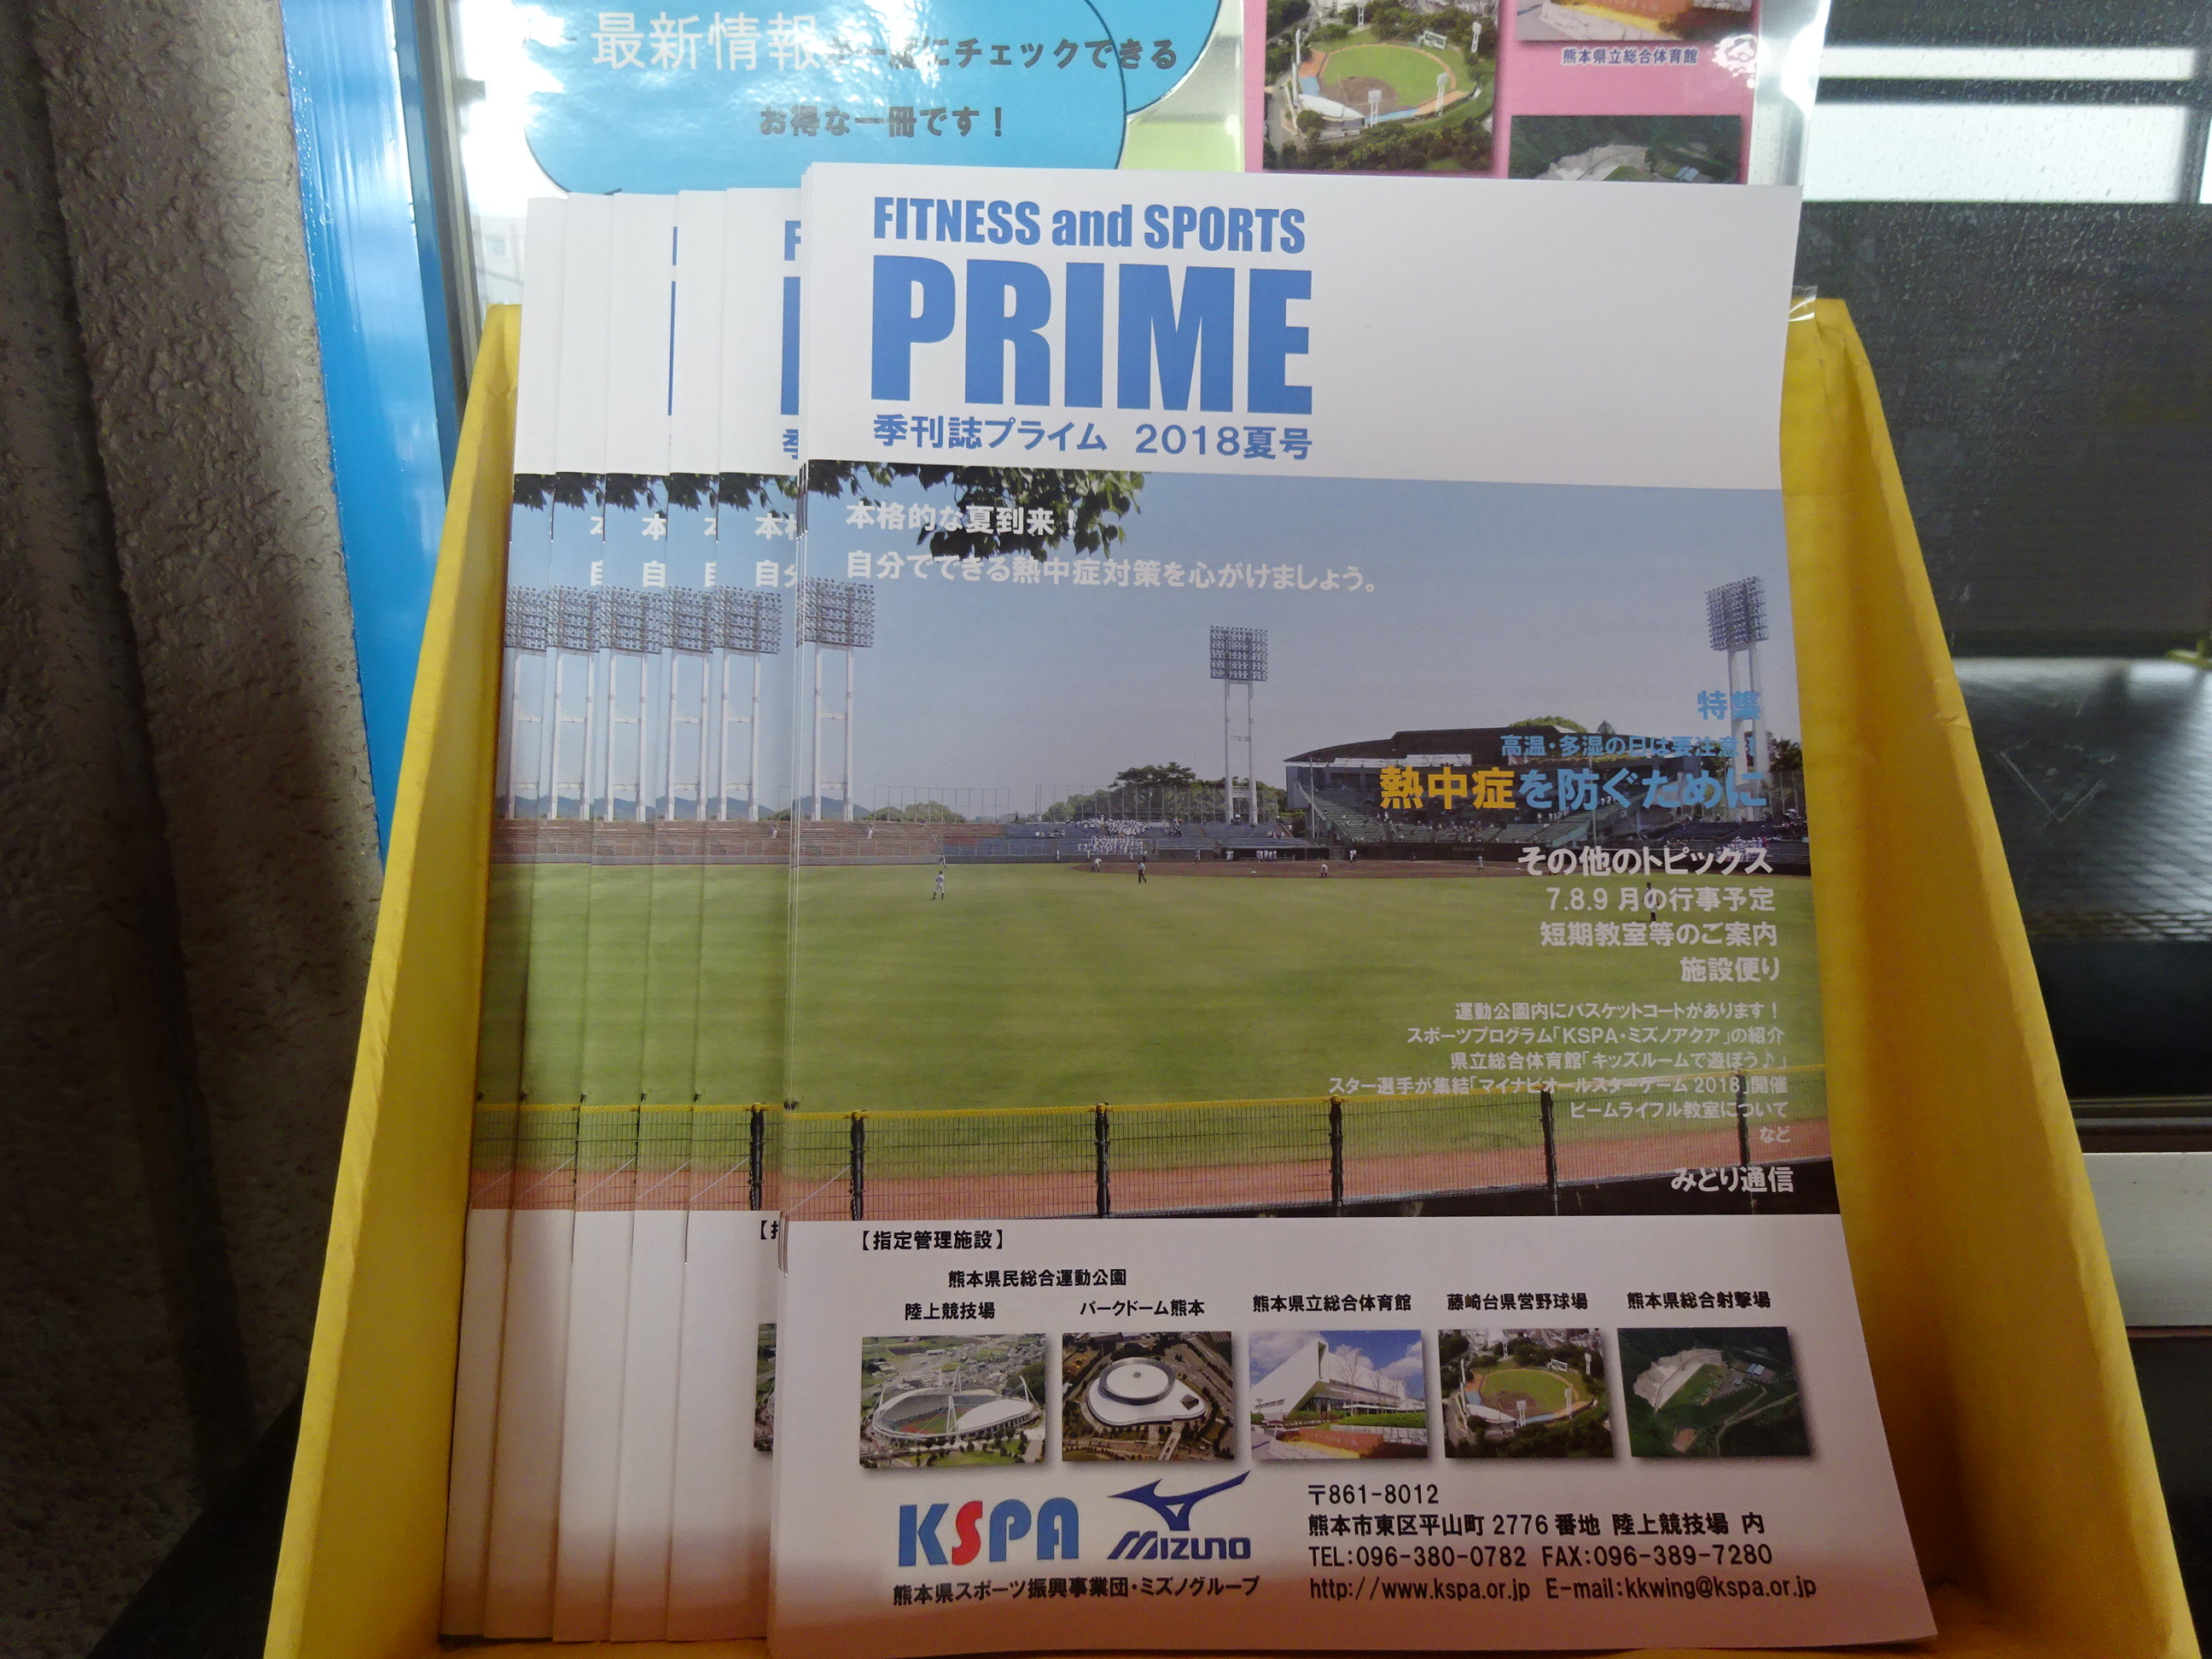 最新情報
にチェックできる
お得な一冊です！
熊本県立総合体育館
FITNESS and SPORTS
PRIME
季刊誌プライム 2018夏号
本格的な夏到来！
自分でできる熱中症対策を心がけましょう。
特集
高温・多湿の日は要注意！
熱中症を防ぐために
その他のトピックス
7.8.9 月の行事予定
短期教室等のご案内
施設便り
運動公園内にバスケットコートがあります！
スポーツプログラム「KSPA・ミズノアクア」の紹介
県立総合体育館「キッズルームで遊ぼう♪」
スター選手が集結「マイナビオールスターゲーム 2018」開催
ビームライフル教室について
など
みどり通信
【指定管理施設】
熊本県民総合運動公園
陸上競技場 パークドーム熊本 熊本県立総合体育館 藤崎台県営野球場 熊本県総合射撃場
KSPA MIZUNO
熊本県スポーツ振興事業団・ミズノグループ
〒861-8012
熊本市東区平山町 2776 番地 陸上競技場 内
TEL:096-380-0782 FAX:096-389-7280
http://www.kspa.or.jp E-mail:kkwing@kspa.or.jp